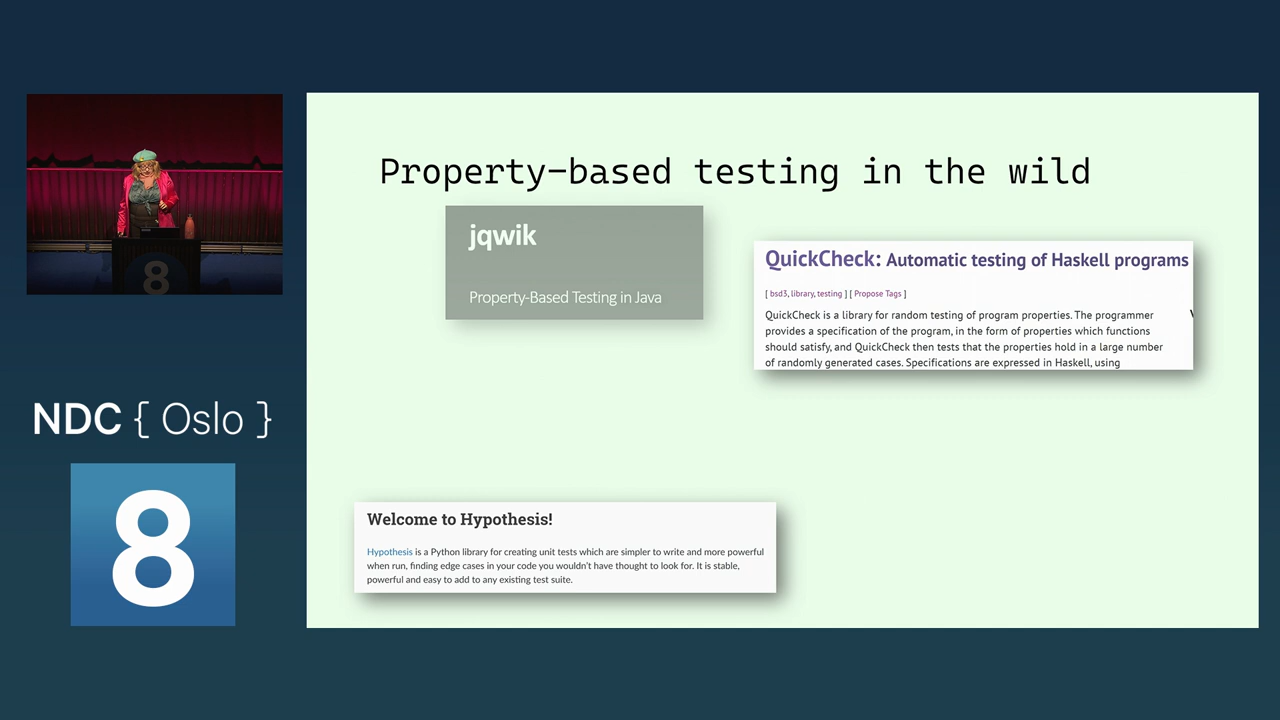 Property-based testing in the wild
jqwik
Property-Based Testing in Java
QuickCheck: Automatic testing of Haskell programs
[ bsd3, library, testing ] [ Propose Tags ]
QuickCheck is a library for random testing of program properties. The programmer
provides a specification of the program, in the form of properties which functions
should satisfy, and QuickCheck then tests that the properties hold in a large number
of randomly generated cases. Specifications are expressed in Haskell, using
8
NDC { Oslo }
8
Welcome to Hypothesis!
Hypothesis is a Python library for creating unit tests which are simpler to write and more powerful
when run, finding edge cases in your code you wouldn't have thought to look for. It is stable,
powerful and easy to add to any existing test suite.